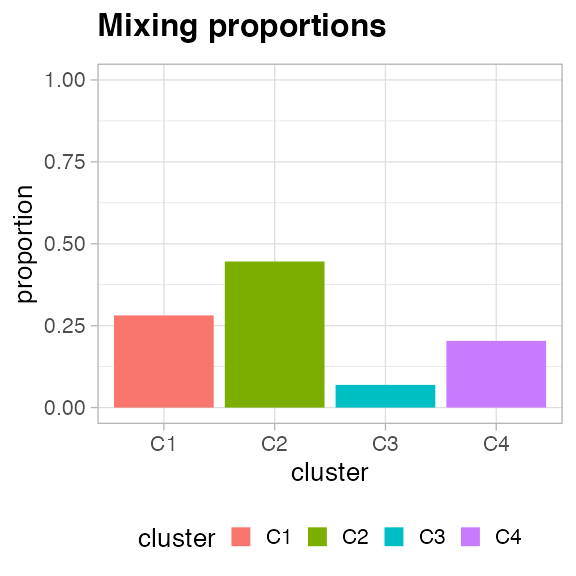 Mixing proportions
1.00
0.75
0.50
0.25
0.00
proportion
C1 C2 C3 C4
cluster
cluster C1 C2 C3 C4